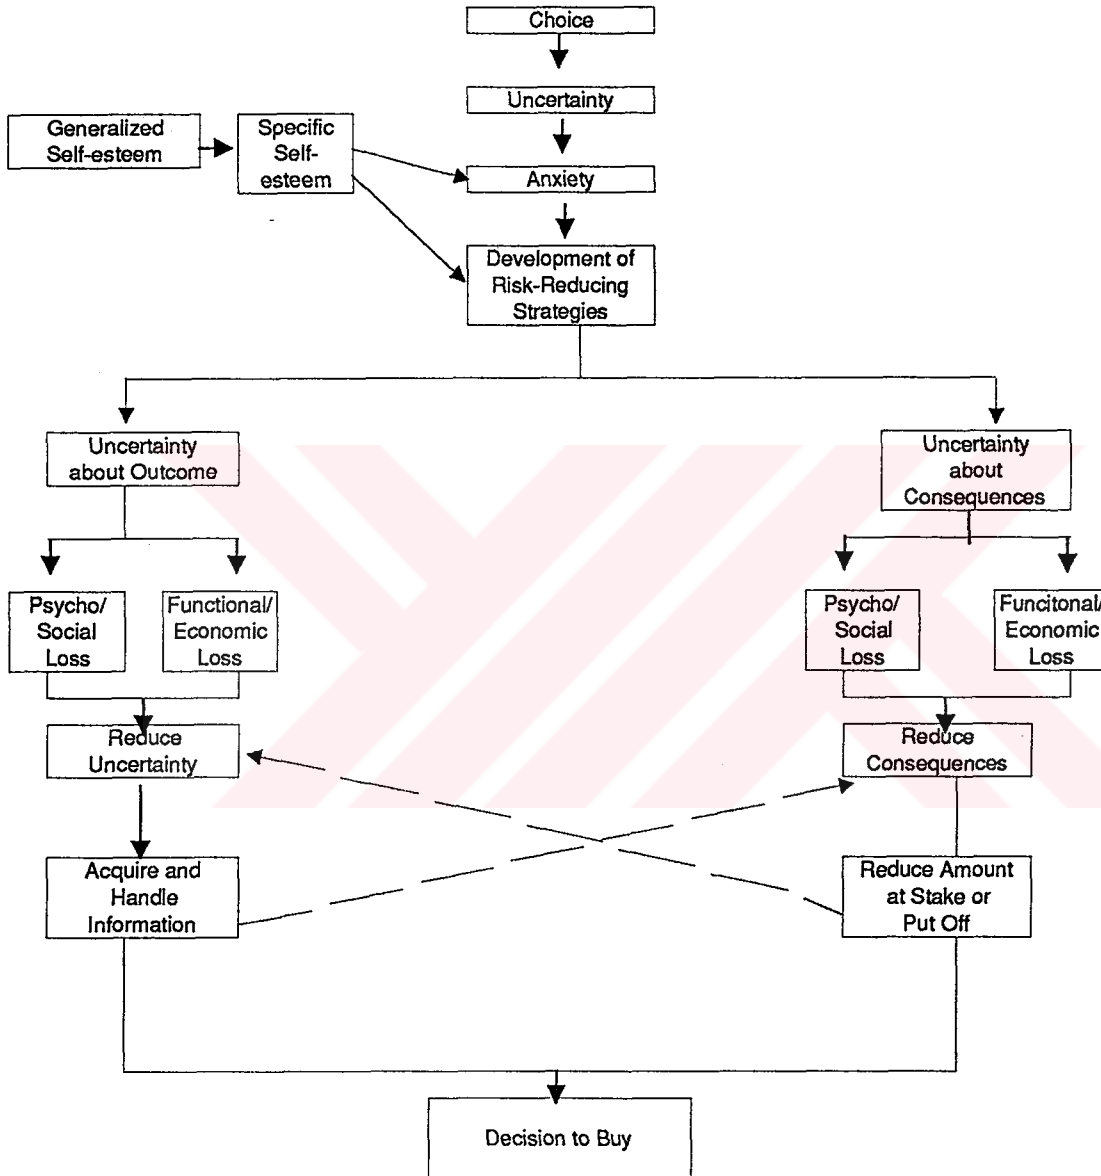 Choice
Uncertainty
Generalized
Self-esteem
Specific
Self-
esteem
Anxiety
Development of
Risk-Reducing
Strategies
Uncertainty
about Outcome
Uncertainty
about
Consequences
Psycho/
Social
Loss
Functional/
Economic
Loss
Psycho/
Social
Loss
Funcitonal/
Economic
Loss
Reduce
Uncertainty
Reduce
Consequences
Acquire and
Handle
Information
Reduce Amount
at Stake or
Put Off
Decision to Buy